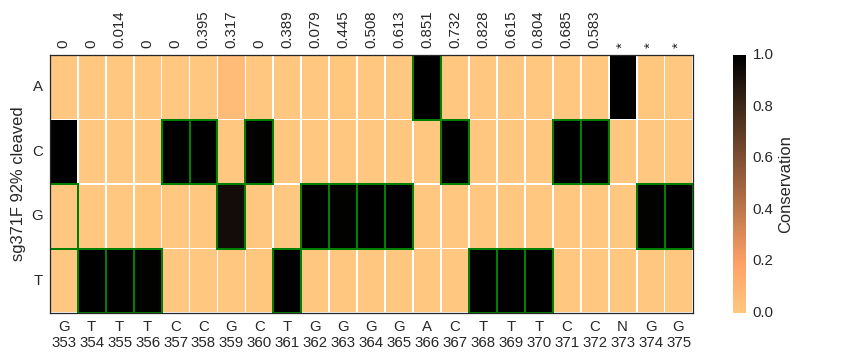 0 0 0.014 0 0 0.395 0.317 0 0.389 0.079 0.445 0.508 0.613 0.851 0.732 0.828 0.615 0.804 0.685 0.583 * * *
sg371F 92% cleaved
A
C
G
T
G T T T C C G C T G G G G A C T T T C C N G G
353 354 355 356 357 358 359 360 361 362 363 364 365 366 367 368 369 370 371 372 373 374 375
1.0
0.8
0.6
0.4
0.2
0.0
Conservation